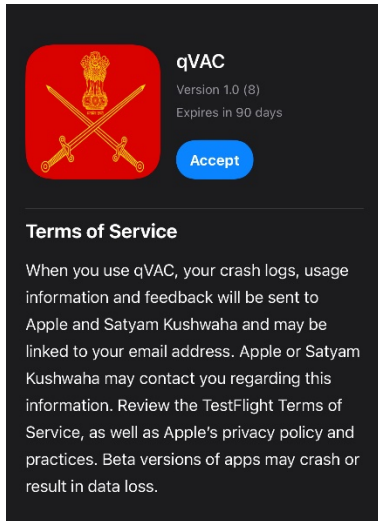 qVAC
Version 1.0 (8)
Expires in 90 days
Accept
Terms of Service
When you use qVAC, your crash logs, usage
information and feedback will be sent to
Apple and Satyam Kushwaha and may be
linked to your email address. Apple or Satyam
Kushwaha may contact you regarding this
information. Review the TestFlight Terms of
Service, as well as Apple’s privacy policy and
practices. Beta versions of apps may crash or
result in data loss.